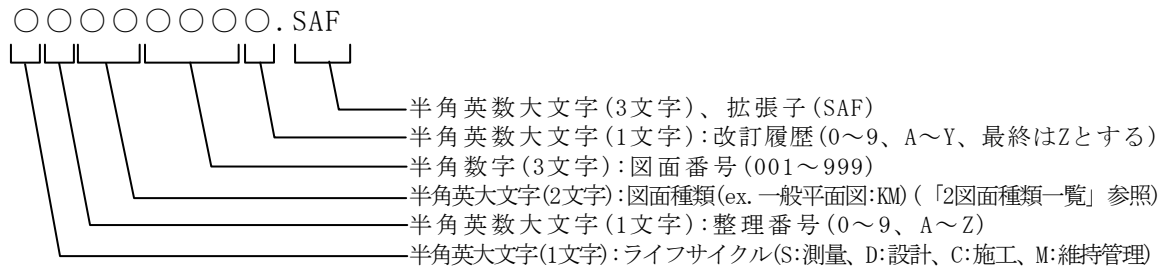 ○○○○○○○○.SAF
半角英数大文字(3文字)、拡張子(SAF)
半角英数大文字(1文字):改訂履歴(0～9、A～Y、最終はZとする)
半角数字(3文字):図面番号(001～999)
半角英大文字(2文字):図面種類(ex.一般平面図:KM)(「2図面種類一覧」参照)
半角英数大文字(1文字):整理番号(0～9、A～Z)
半角英大文字(1文字):ライフサイクル(S:測量、D:設計、C:施工、M:維持管理)